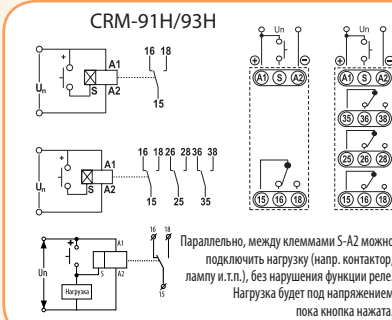 CRM-91H/93H
A1
16 18
Un
S A2
15
A1
16 18 26 28 36 38
Un
S A2
15 25 35
A1
16 18
Un
S A2
15
Нагрузка
Un
A1 S A2
15 16 18
Un
A1 S A2
35 36 38
25 26 28
15 16 18
Параллельно, между клеммами S-A2 можно
подключить нагрузку (напр. контактор,
лампу и.т.п.), без нарушения функции реле.
Нагрузка будет под напряжением
пока кнопка нажата.